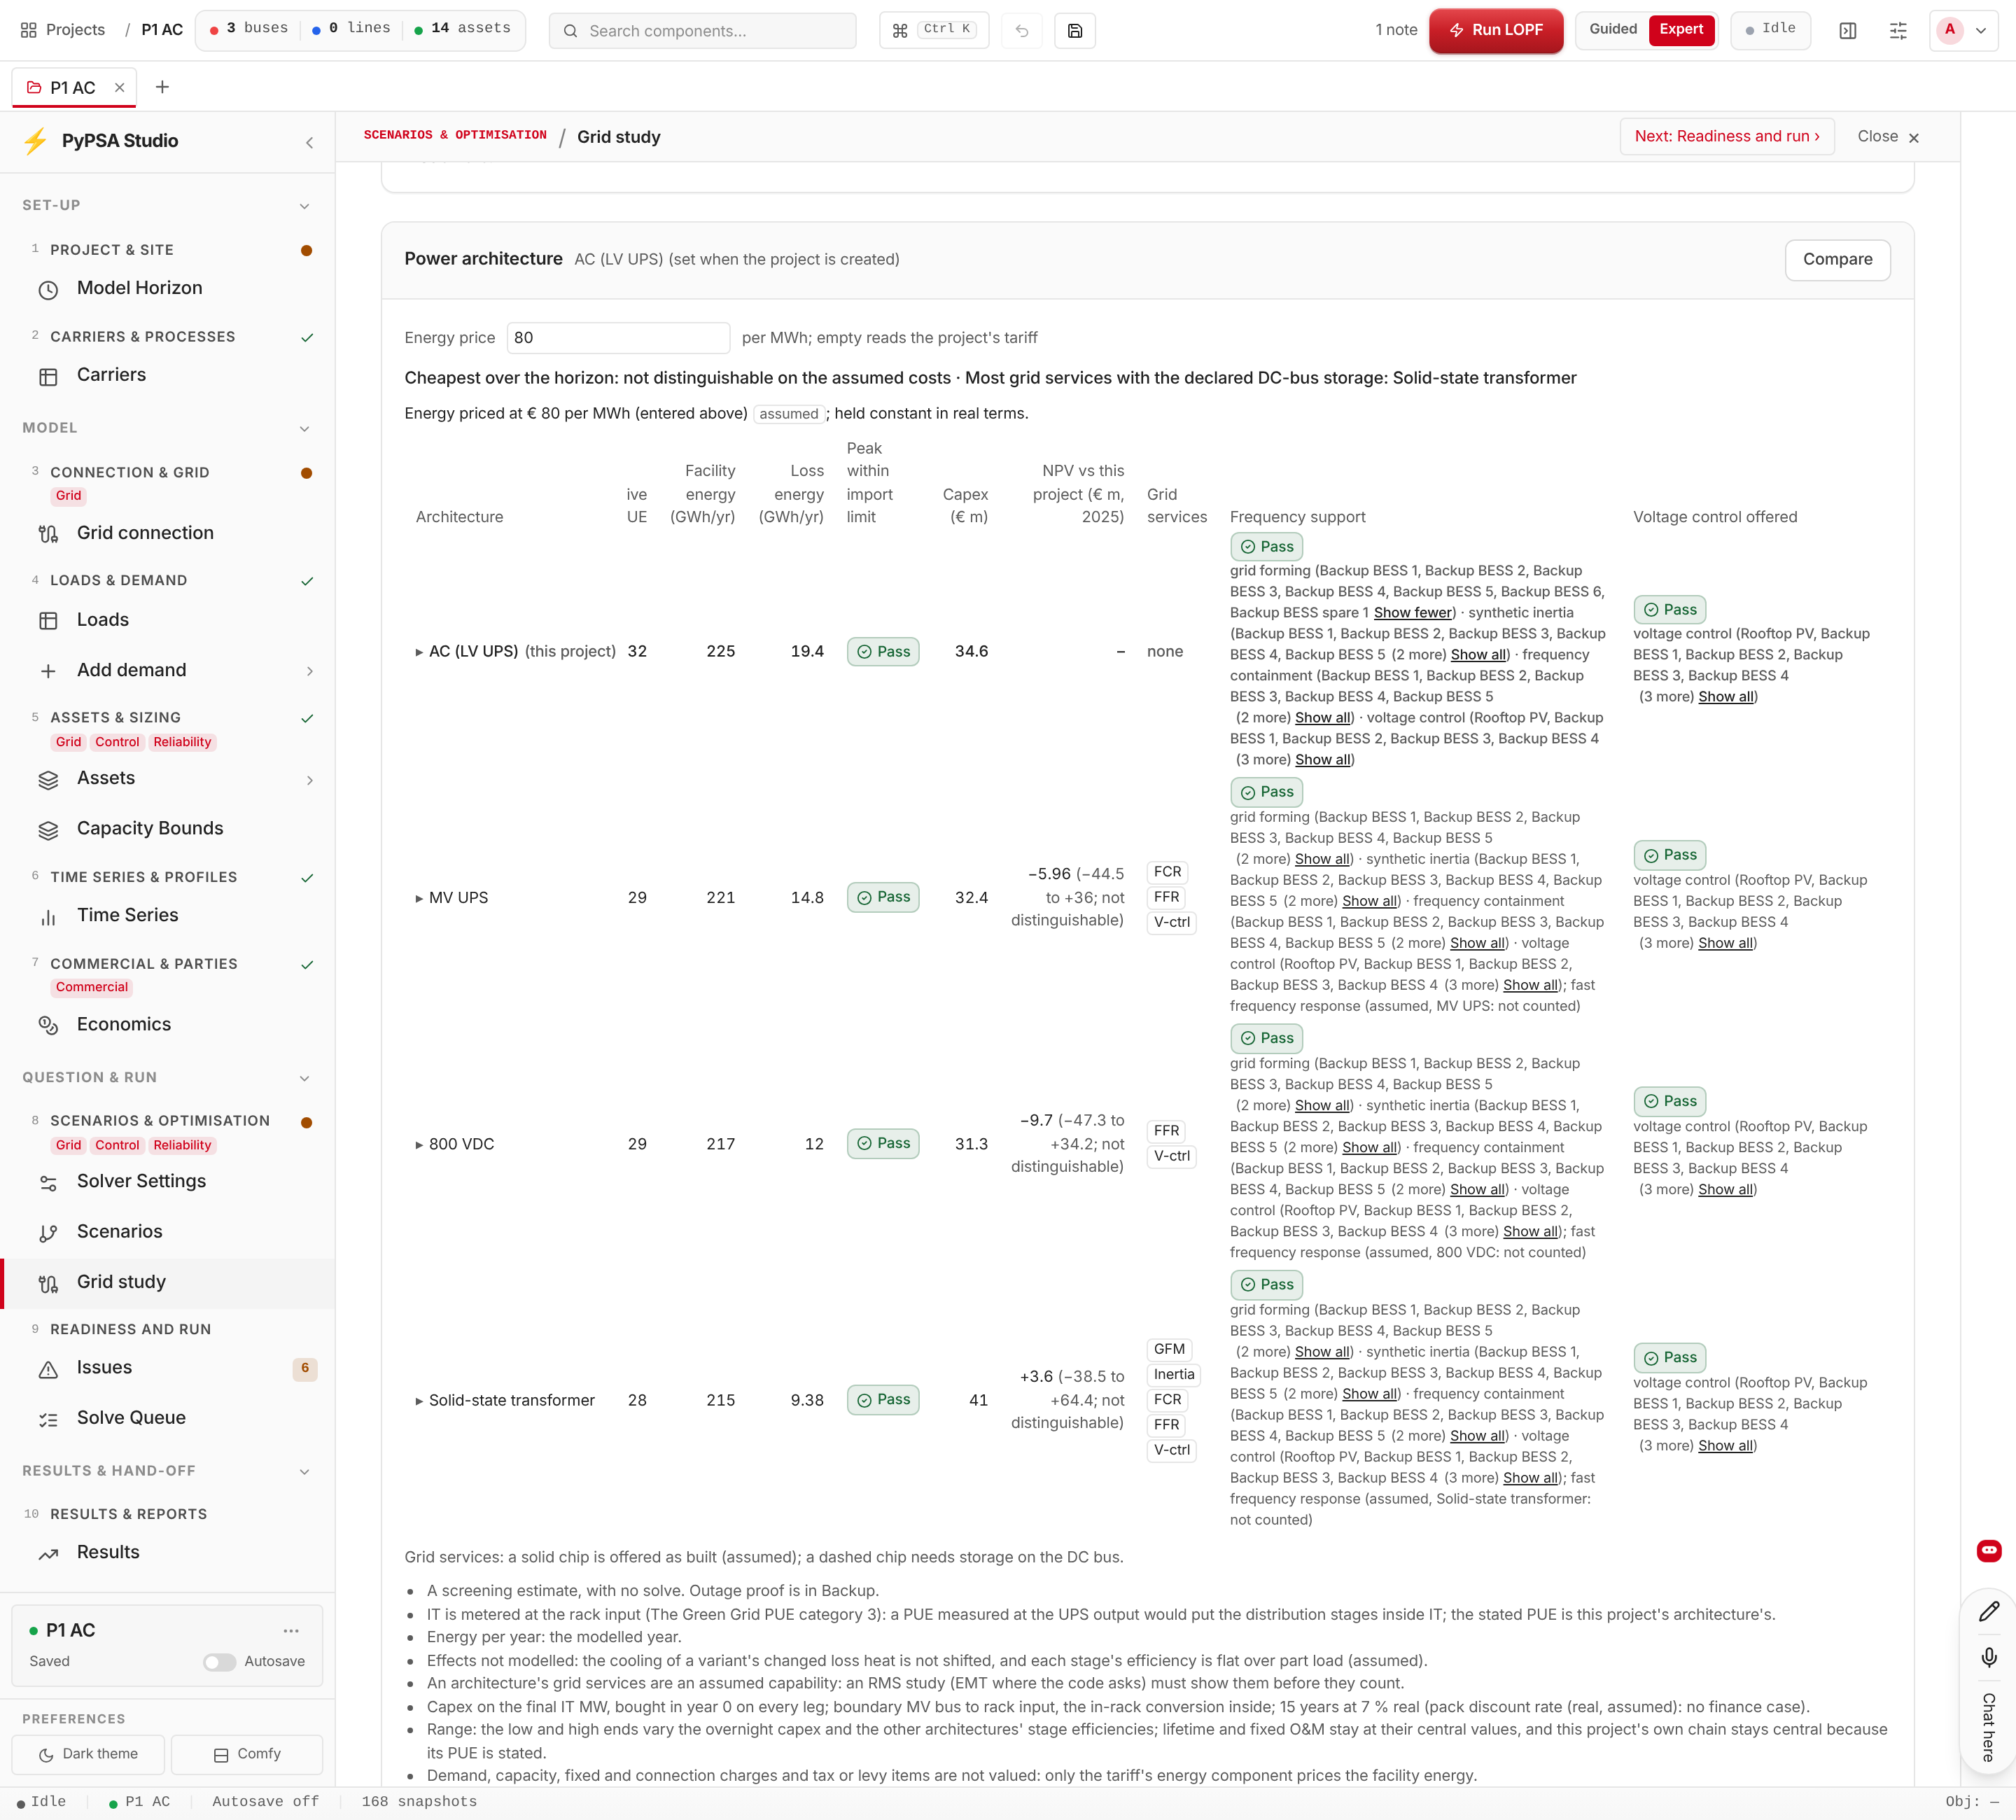 Projects / P1 AC
3 buses 0 lines 14 assets
Search components...
Ctrl K
1 note
Run LOPF
Guided Expert
Idle
A
P1 AC
PyPSA Studio
SCENARIOS & OPTIMISATION / Grid study
Next: Readiness and run ›
Close
SET-UP
1 PROJECT & SITE
Model Horizon
2 CARRIERS & PROCESSES
Carriers
MODEL
3 CONNECTION & GRID
Grid
Grid connection
4 LOADS & DEMAND
Loads
Add demand
5 ASSETS & SIZING
Grid Control Reliability
Assets
Capacity Bounds
6 TIME SERIES & PROFILES
Time Series
7 COMMERCIAL & PARTIES
Commercial
Economics
QUESTION & RUN
8 SCENARIOS & OPTIMISATION
Grid Control Reliability
Solver Settings
Scenarios
Grid study
9 READINESS AND RUN
Issues 6
Solve Queue
RESULTS & HAND-OFF
10 RESULTS & REPORTS
Results
P1 AC
Saved Autosave
PREFERENCES
Dark theme
Comfy
Power architecture AC (LV UPS) (set when the project is created)
Compare
Energy price 80 per MWh; empty reads the project's tariff
Cheapest over the horizon: not distinguishable on the assumed costs · Most grid services with the declared DC-bus storage: Solid-state transformer
Energy priced at € 80 per MWh (entered above) assumed ; held constant in real terms.
Architecture
ive
UE
Facility
energy
(GWh/yr)
Loss
energy
(GWh/yr)
Peak
within
import
limit
Capex
(€ m)
NPV vs this
project (€ m,
2025)
Grid
services
Frequency support
Voltage control offered
▸ AC (LV UPS) (this project) 32 225 19.4 Pass 34.6 – none
Pass
grid forming (Backup BESS 1, Backup BESS 2, Backup
BESS 3, Backup BESS 4, Backup BESS 5, Backup BESS 6,
Backup BESS spare 1 Show fewer) · synthetic inertia
(Backup BESS 1, Backup BESS 2, Backup BESS 3, Backup
BESS 4, Backup BESS 5 (2 more) Show all) · frequency
containment (Backup BESS 1, Backup BESS 2, Backup
BESS 3, Backup BESS 4, Backup BESS 5
(2 more) Show all) · voltage control (Rooftop PV, Backup
BESS 1, Backup BESS 2, Backup BESS 3, Backup BESS 4
(3 more) Show all)
Pass
voltage control (Rooftop PV, Backup
BESS 1, Backup BESS 2, Backup
BESS 3, Backup BESS 4
(3 more) Show all)
▸ MV UPS 29 221 14.8 Pass 32.4
−5.96 (−44.5
to +36; not
distinguishable)
FCR
FFR
V-ctrl
Pass
grid forming (Backup BESS 1, Backup BESS 2, Backup
BESS 3, Backup BESS 4, Backup BESS 5
(2 more) Show all) · synthetic inertia (Backup BESS 1,
Backup BESS 2, Backup BESS 3, Backup BESS 4, Backup
BESS 5 (2 more) Show all) · frequency containment
(Backup BESS 1, Backup BESS 2, Backup BESS 3, Backup
BESS 4, Backup BESS 5 (2 more) Show all) · voltage
control (Rooftop PV, Backup BESS 1, Backup BESS 2,
Backup BESS 3, Backup BESS 4 (3 more) Show all); fast
frequency response (assumed, MV UPS: not counted)
Pass
voltage control (Rooftop PV, Backup
BESS 1, Backup BESS 2, Backup
BESS 3, Backup BESS 4
(3 more) Show all)
▸ 800 VDC 29 217 12 Pass 31.3
−9.7 (−47.3 to
+34.2; not
distinguishable)
FFR
V-ctrl
Pass
grid forming (Backup BESS 1, Backup BESS 2, Backup
BESS 3, Backup BESS 4, Backup BESS 5
(2 more) Show all) · synthetic inertia (Backup BESS 1,
Backup BESS 2, Backup BESS 3, Backup BESS 4, Backup
BESS 5 (2 more) Show all) · frequency containment
(Backup BESS 1, Backup BESS 2, Backup BESS 3, Backup
BESS 4, Backup BESS 5 (2 more) Show all) · voltage
control (Rooftop PV, Backup BESS 1, Backup BESS 2,
Backup BESS 3, Backup BESS 4 (3 more) Show all); fast
frequency response (assumed, 800 VDC: not counted)
Pass
voltage control (Rooftop PV, Backup
BESS 1, Backup BESS 2, Backup
BESS 3, Backup BESS 4
(3 more) Show all)
▸ Solid-state transformer 28 215 9.38 Pass 41
+3.6 (−38.5 to
+64.4; not
distinguishable)
GFM
Inertia
FCR
FFR
V-ctrl
Pass
grid forming (Backup BESS 1, Backup BESS 2, Backup
BESS 3, Backup BESS 4, Backup BESS 5
(2 more) Show all) · synthetic inertia (Backup BESS 1,
Backup BESS 2, Backup BESS 3, Backup BESS 4, Backup
BESS 5 (2 more) Show all) · frequency containment
(Backup BESS 1, Backup BESS 2, Backup BESS 3, Backup
BESS 4, Backup BESS 5 (2 more) Show all) · voltage
control (Rooftop PV, Backup BESS 1, Backup BESS 2,
Backup BESS 3, Backup BESS 4 (3 more) Show all); fast
frequency response (assumed, Solid-state transformer:
not counted)
Pass
voltage control (Rooftop PV, Backup
BESS 1, Backup BESS 2, Backup
BESS 3, Backup BESS 4
(3 more) Show all)
Grid services: a solid chip is offered as built (assumed); a dashed chip needs storage on the DC bus.
• A screening estimate, with no solve. Outage proof is in Backup.
• IT is metered at the rack input (The Green Grid PUE category 3): a PUE measured at the UPS output would put the distribution stages inside IT; the stated PUE is this project's architecture's.
• Energy per year: the modelled year.
• Effects not modelled: the cooling of a variant's changed loss heat is not shifted, and each stage's efficiency is flat over part load (assumed).
• An architecture's grid services are an assumed capability: an RMS study (EMT where the code asks) must show them before they count.
• Capex on the final IT MW, bought in year 0 on every leg; boundary MV bus to rack input, the in-rack conversion inside; 15 years at 7 % real (pack discount rate (real, assumed): no finance case).
• Range: the low and high ends vary the overnight capex and the other architectures' stage efficiencies; lifetime and fixed O&M stay at their central values, and this project's own chain stays central because
its PUE is stated.
• Demand, capacity, fixed and connection charges and tax or levy items are not valued: only the tariff's energy component prices the facility energy.
Chat here
Idle P1 AC Autosave off 168 snapshots
Obj: —